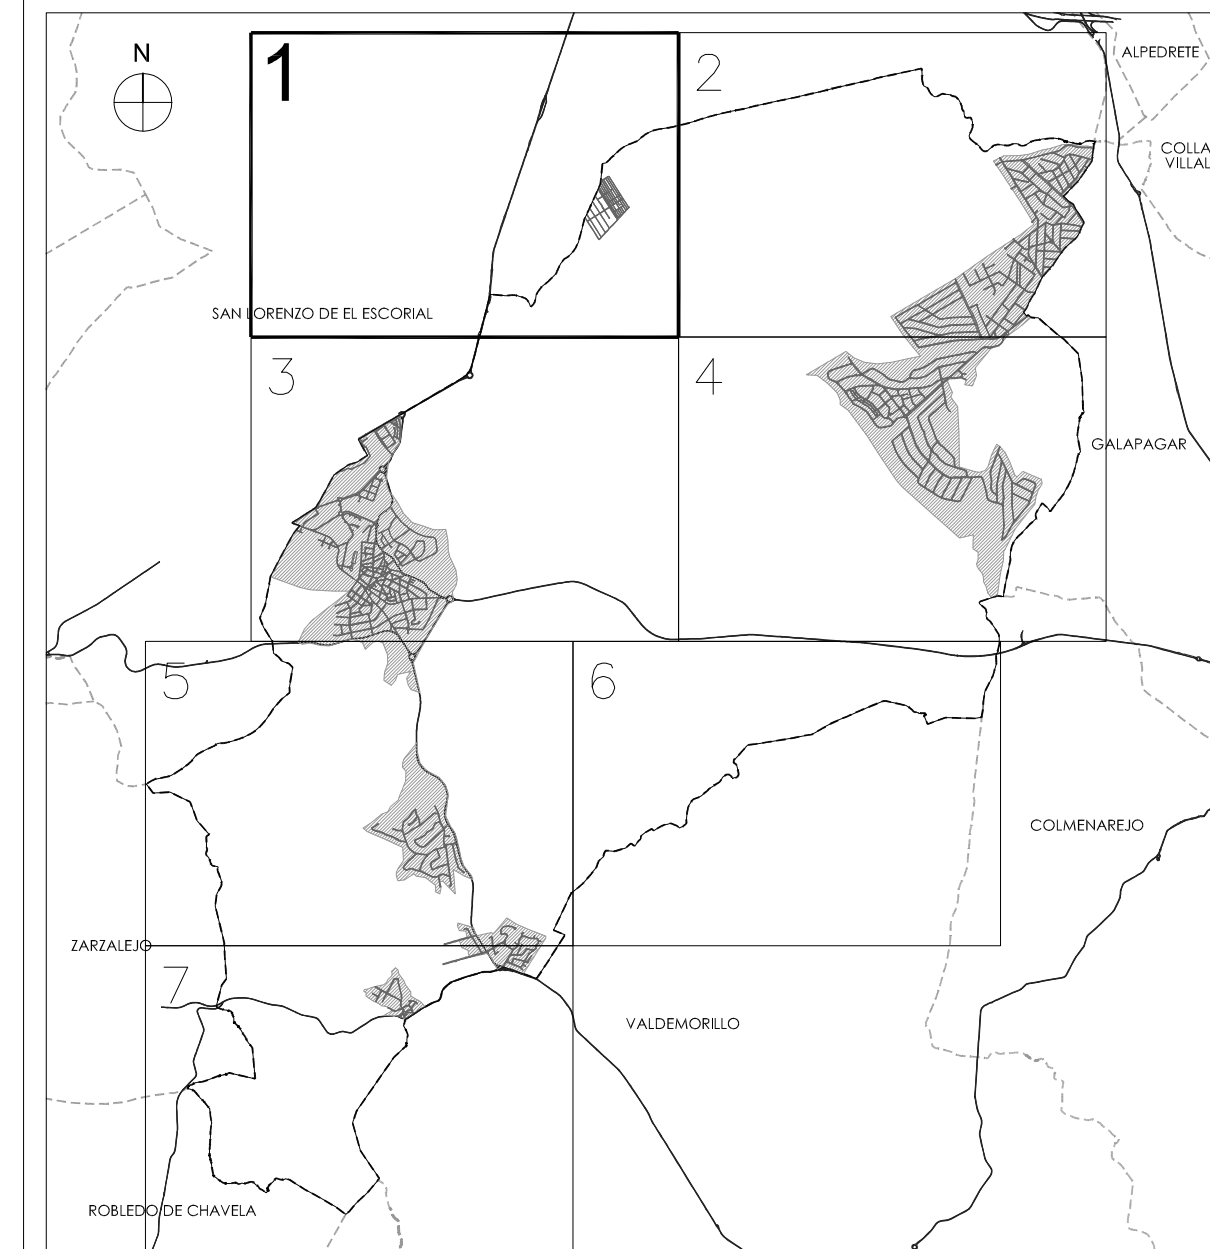 N
1
2
ALPEDRETE
COLLA
VILLAL
SAN LORENZO DE EL ESCORIAL
3
4
GALAPAGAR
5
6
COLMENAREJO
ZARZALEJO
7
VALDEMORILLO
ROBLEDO DE CHAVELA